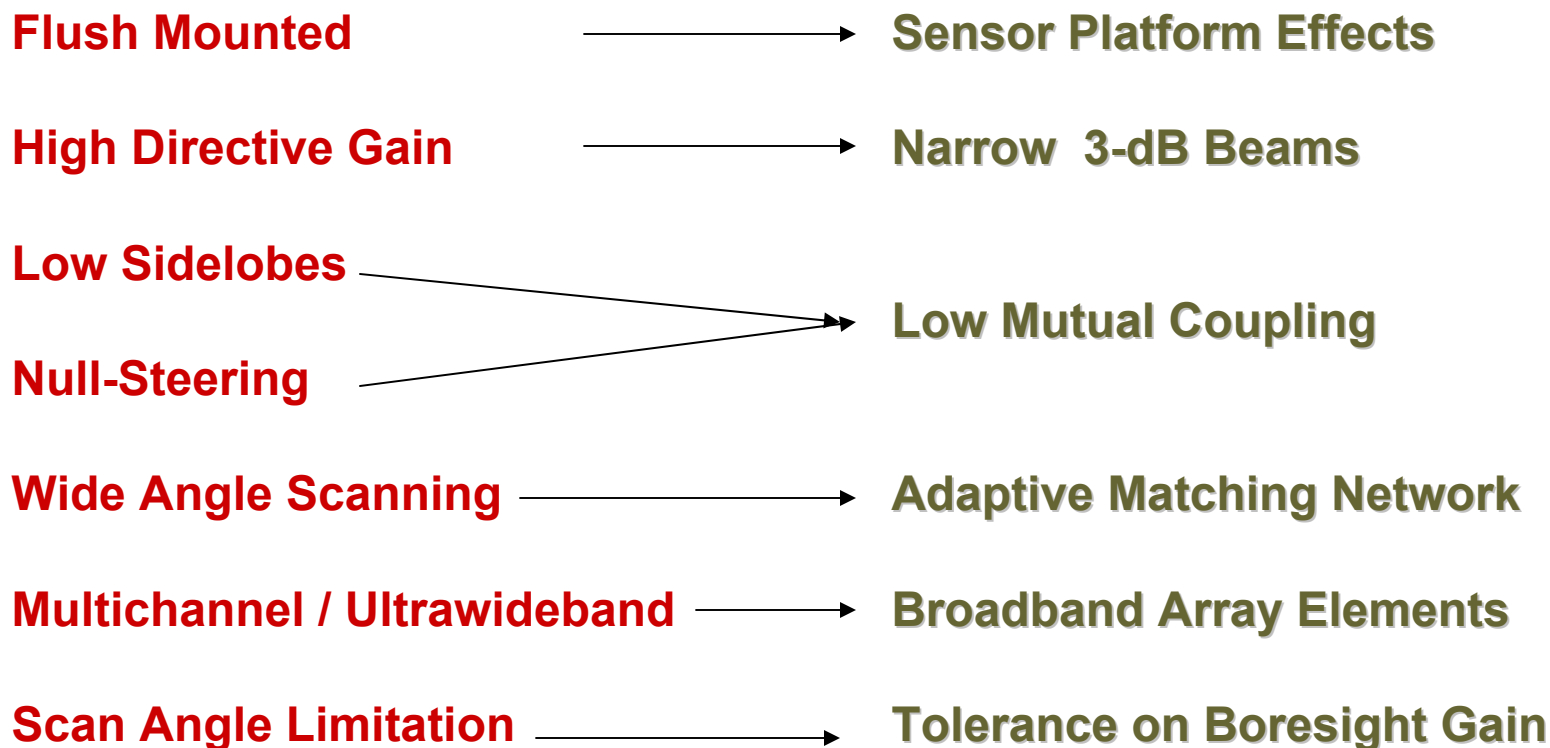 Flush Mounted Sensor Platform Effects
High Directive Gain Narrow 3-dB Beams
Low Sidelobes
Low Mutual Coupling
Null-Steering
Wide Angle Scanning Adaptive Matching Network
Multichannel / Ultrawideband Broadband Array Elements
Scan Angle Limitation Tolerance on Boresight Gain